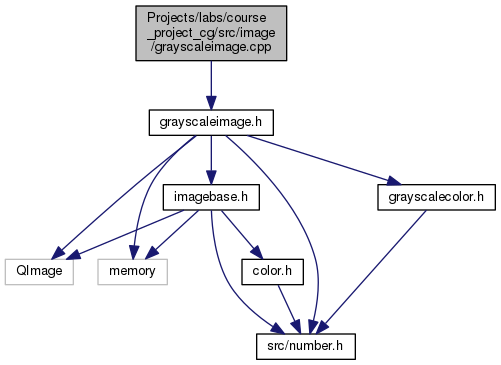 Projects/labs/course
_project_cg/src/image
/grayscaleimage.cpp
grayscaleimage.h
imagebase.h
grayscalecolor.h
QImage
memory
color.h
src/number.h